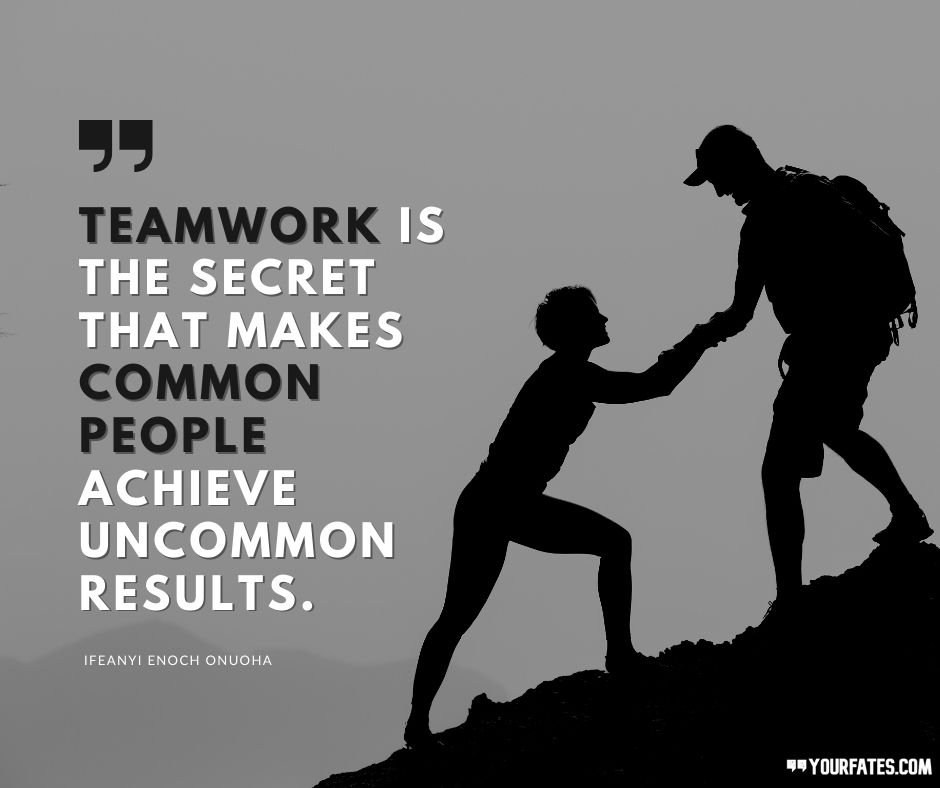 TEAMWORK IS
THE SECRET
THAT MAKES
COMMON
PEOPLE
ACHIEVE
UNCOMMON
RESULTS.
IFEANYI ENOCH ONUOHA
YOURFATES.COM